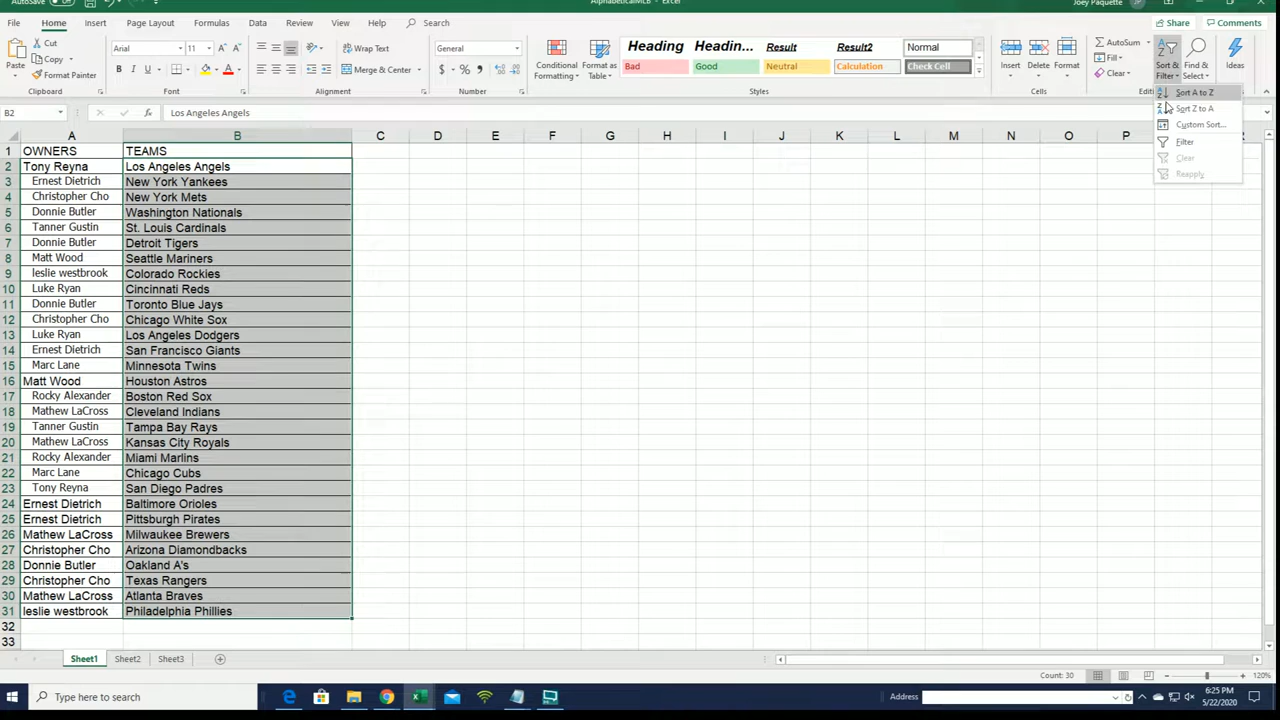 AutoSave Off
AlphabeticalMLB - Excel
Joey Paquette JP
File Home Insert Page Layout Formulas Data Review View Help Search Share Comments
Paste Cut Copy Format Painter Clipboard
Arial 11 B I U A A Font
Wrap Text Merge & Center Alignment
General $ % Number
Conditional Formatting Format as Table
Heading Headin... Result Result2 Normal
Bad Good Neutral Calculation Check Cell
Styles
Insert Delete Format Cells
AutoSum Fill Clear
Sort & Filter Find & Select Ideas
Sort A to Z
Sort Z to A
Custom Sort...
Filter
Clear
Reapply
B2 fx Los Angeles Angels
A B C D E F G H I J K L M N O P
1 OWNERS TEAMS
2 Tony Reyna Los Angeles Angels
3 Ernest Dietrich New York Yankees
4 Christopher Cho New York Mets
5 Donnie Butler Washington Nationals
6 Tanner Gustin St. Louis Cardinals
7 Donnie Butler Detroit Tigers
8 Matt Wood Seattle Mariners
9 leslie westbrook Colorado Rockies
10 Luke Ryan Cincinnati Reds
11 Donnie Butler Toronto Blue Jays
12 Christopher Cho Chicago White Sox
13 Luke Ryan Los Angeles Dodgers
14 Ernest Dietrich San Francisco Giants
15 Marc Lane Minnesota Twins
16 Matt Wood Houston Astros
17 Rocky Alexander Boston Red Sox
18 Mathew LaCross Cleveland Indians
19 Tanner Gustin Tampa Bay Rays
20 Mathew LaCross Kansas City Royals
21 Rocky Alexander Miami Marlins
22 Marc Lane Chicago Cubs
23 Tony Reyna San Diego Padres
24 Ernest Dietrich Baltimore Orioles
25 Ernest Dietrich Pittsburgh Pirates
26 Mathew LaCross Milwaukee Brewers
27 Christopher Cho Arizona Diamondbacks
28 Donnie Butler Oakland A's
29 Christopher Cho Texas Rangers
30 Mathew LaCross Atlanta Braves
31 leslie westbrook Philadelphia Phillies
32
33
Sheet1 Sheet2 Sheet3
Count: 30 120%
Type here to search
Address
6:25 PM
5/22/2020